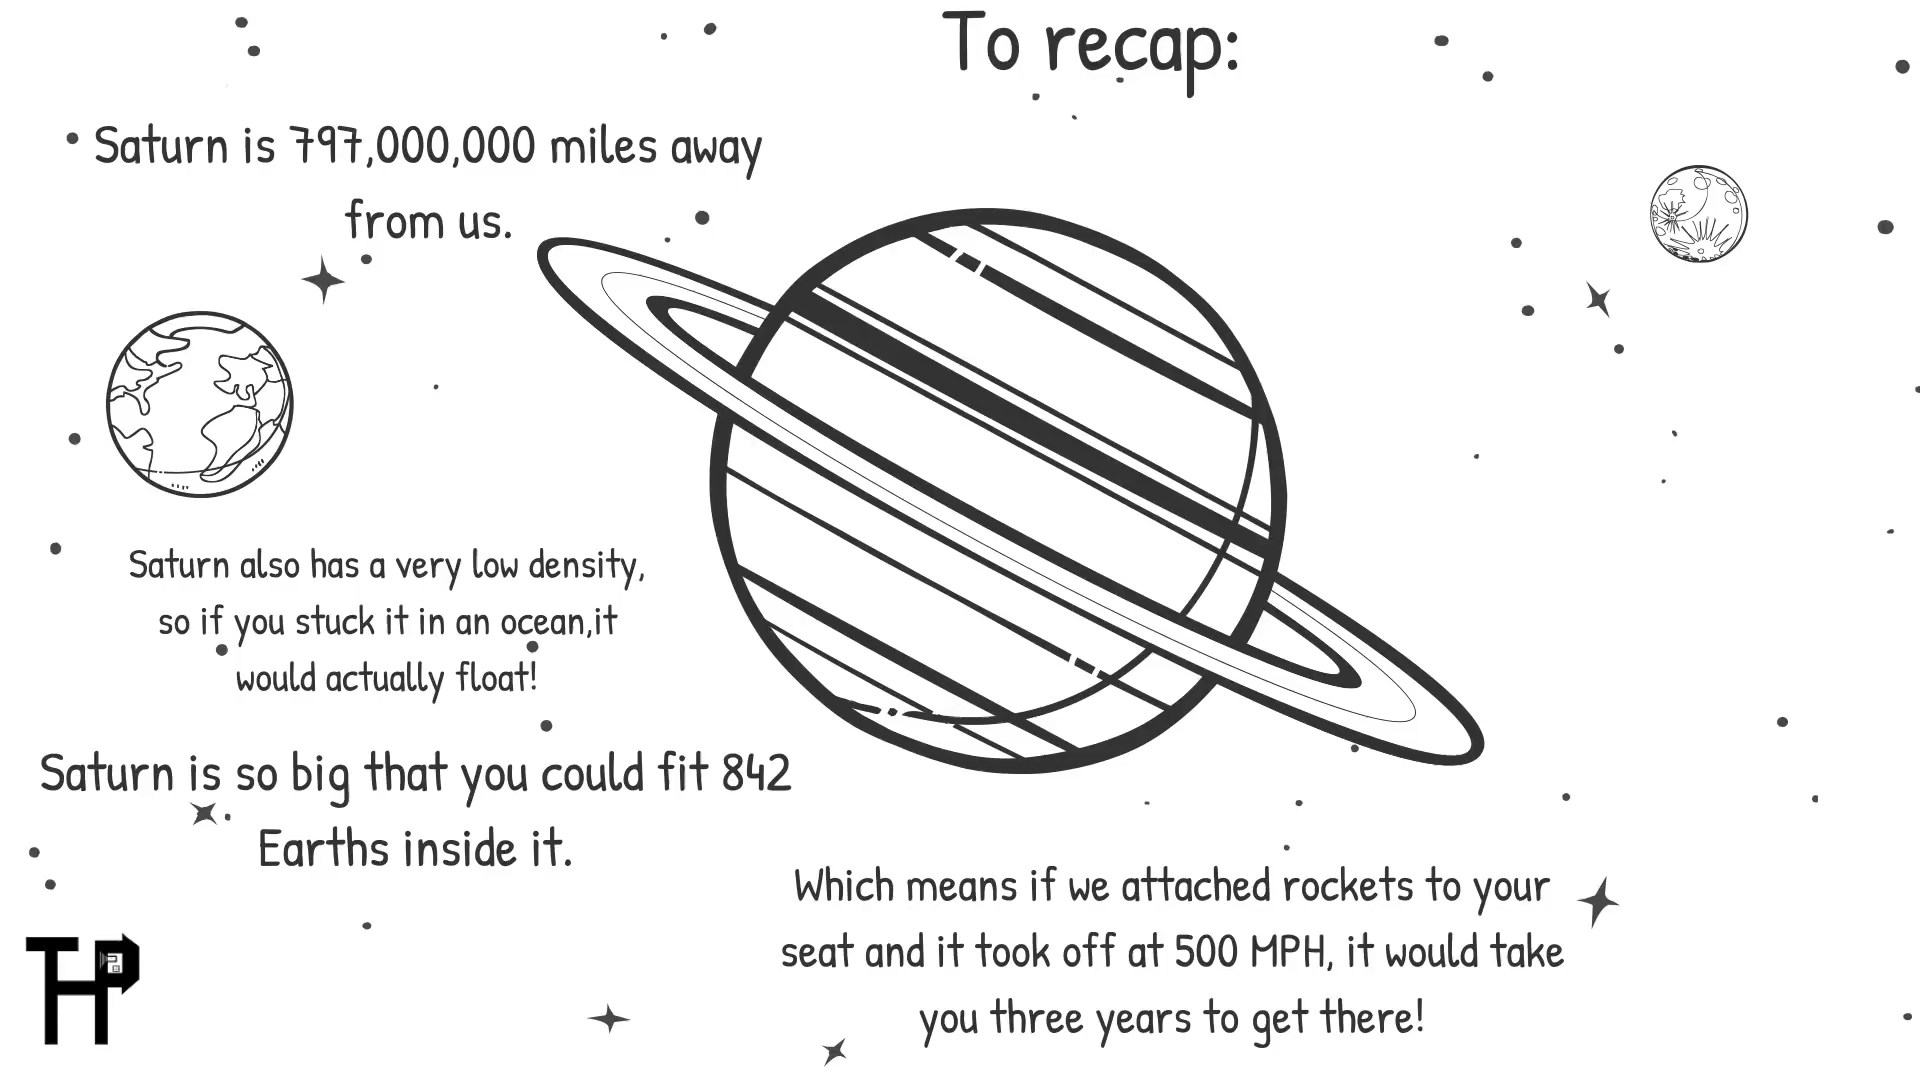 To recap:
Saturn is 797,000,000 miles away
from us.
Saturn also has a very low density,
so if you stuck it in an ocean,it
would actually float!
Saturn is so big that you could fit 842
Earths inside it.
Which means if we attached rockets to your
seat and it took off at 500 MPH, it would take
you three years to get there!
THP